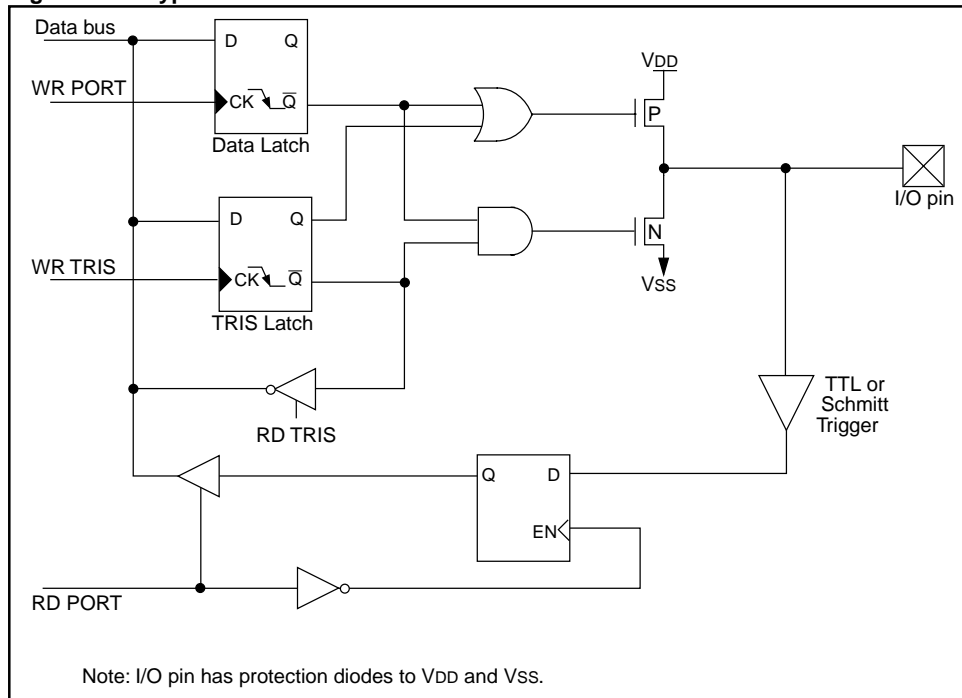 Data bus
D Q
WR PORT
CK Q
Data Latch
VDD
P
I/O pin
D Q
N
WR TRIS
CK Q
VSS
TRIS Latch
RD TRIS
TTL or
Schmitt
Trigger
Q D
EN
RD PORT
Note: I/O pin has protection diodes to VDD and VSS.